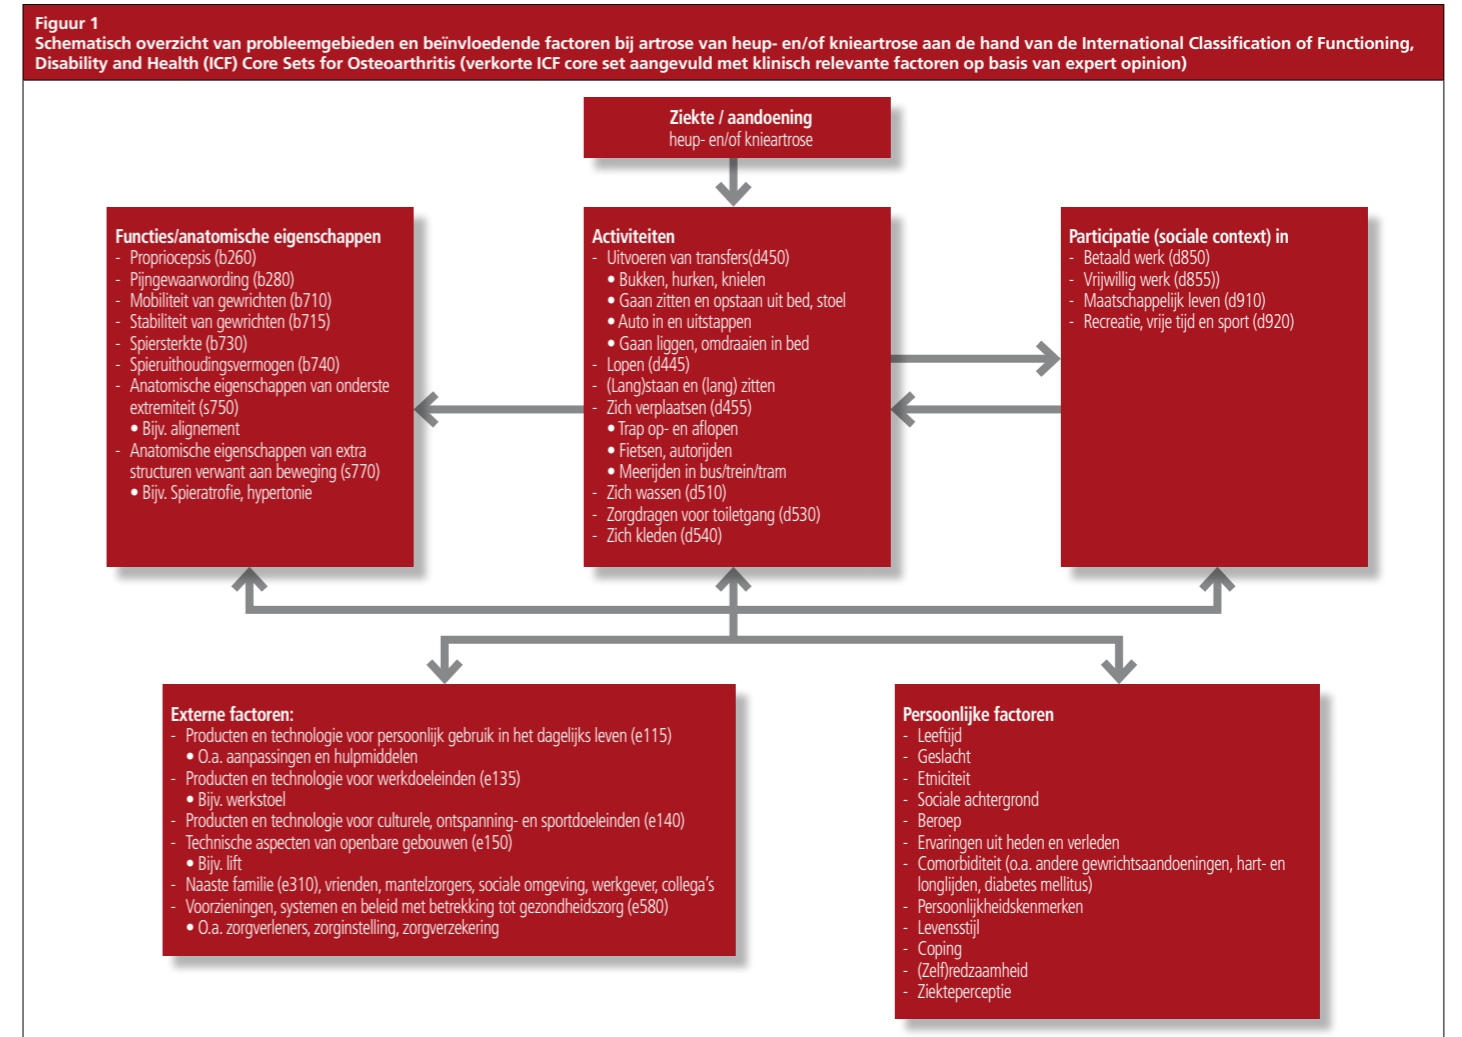 Figuur 1
Schematisch overzicht van probleemgebieden en beïnvloedende factoren bij artrose van heup- en/of knieartrose aan de hand van de International Classification of Functioning,
Disability and Health (ICF) Core Sets for Osteoarthritis (verkorte ICF core set aangevuld met klinisch relevante factoren op basis van expert opinion)
Ziekte / aandoening
heup- en/of knieartrose
Functies/anatomische eigenschappen
- Propriocepsis (b260)
- Pijngewaarwording (b280)
- Mobiliteit van gewrichten (b710)
- Stabiliteit van gewrichten (b715)
- Spiersterkte (b730)
- Spieruithoudingsvermogen (b740)
- Anatomische eigenschappen van onderste
extremiteit (s750)
• Bijv. alignement
- Anatomische eigenschappen van extra
structuren verwant aan beweging (s770)
• Bijv. Spieratrofie, hypertonie
Activiteiten
- Uitvoeren van transfers(d450)
• Bukken, hurken, knielen
• Gaan zitten en opstaan uit bed, stoel
• Auto in en uitstappen
• Gaan liggen, omdraaien in bed
- Lopen (d445)
- (Lang)staan en (lang) zitten
- Zich verplaatsen (d455)
• Trap op- en aflopen
• Fietsen, autorijden
• Meerijden in bus/trein/tram
- Zich wassen (d510)
- Zorgdragen voor toiletgang (d530)
- Zich kleden (d540)
Participatie (sociale context) in
- Betaald werk (d850)
- Vrijwillig werk (d855))
- Maatschappelijk leven (d910)
- Recreatie, vrije tijd en sport (d920)
Externe factoren:
- Producten en technologie voor persoonlijk gebruik in het dagelijks leven (e115)
• O.a. aanpassingen en hulpmiddelen
- Producten en technologie voor werkdoeleinden (e135)
• Bijv. werkstoel
- Producten en technologie voor culturele, ontspanning- en sportdoeleinden (e140)
- Technische aspecten van openbare gebouwen (e150)
• Bijv. lift
- Naaste familie (e310), vrienden, mantelzorgers, sociale omgeving, werkgever, collega's
- Voorzieningen, systemen en beleid met betrekking tot gezondheidszorg (e580)
• O.a. zorgverleners, zorginstelling, zorgverzekering
Persoonlijke factoren
- Leeftijd
- Geslacht
- Etniciteit
- Sociale achtergrond
- Beroep
- Ervaringen uit heden en verleden
- Comorbiditeit (o.a. andere gewrichtsaandoeningen, hart- en
longlijden, diabetes mellitus)
- Persoonlijkheidskenmerken
- Levensstijl
- Coping
- (Zelf)redzaamheid
- Ziekteperceptie